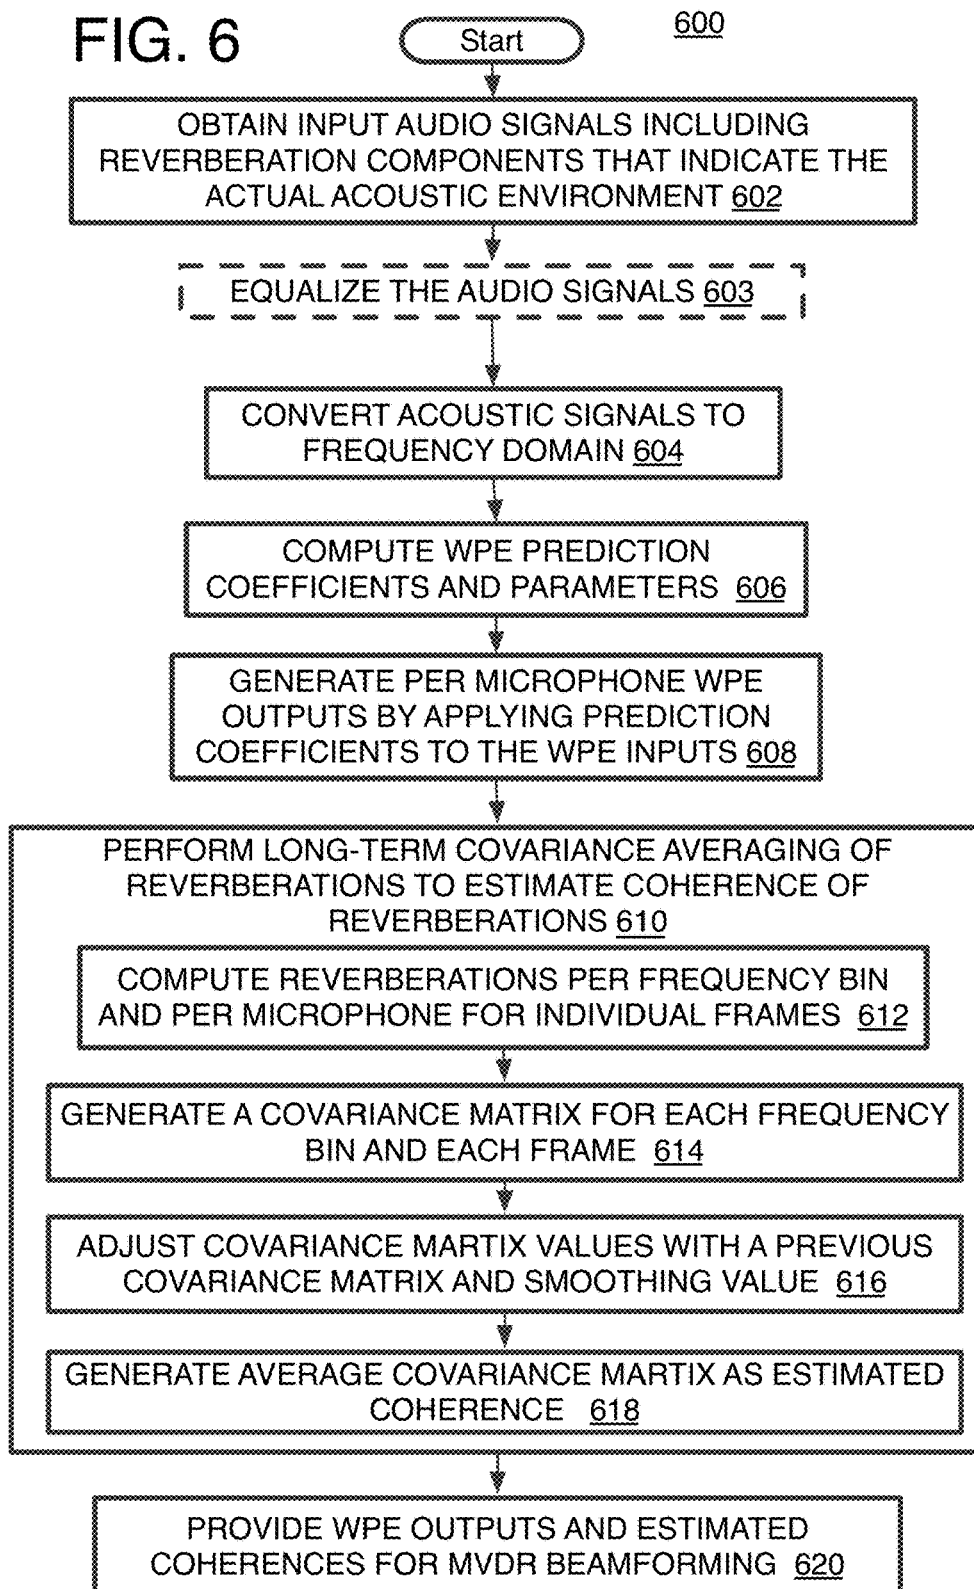 FIG. 6
Start
600
OBTAIN INPUT AUDIO SIGNALS INCLUDING
REVERBERATION COMPONENTS THAT INDICATE THE
ACTUAL ACOUSTIC ENVIRONMENT 602
EQUALIZE THE AUDIO SIGNALS 603
CONVERT ACOUSTIC SIGNALS TO
FREQUENCY DOMAIN 604
COMPUTE WPE PREDICTION
COEFFICIENTS AND PARAMETERS 606
GENERATE PER MICROPHONE WPE
OUTPUTS BY APPLYING PREDICTION
COEFFICIENTS TO THE WPE INPUTS 608
PERFORM LONG-TERM COVARIANCE AVERAGING OF
REVERBERATIONS TO ESTIMATE COHERENCE OF
REVERBERATIONS 610
COMPUTE REVERBERATIONS PER FREQUENCY BIN
AND PER MICROPHONE FOR INDIVIDUAL FRAMES 612
GENERATE A COVARIANCE MATRIX FOR EACH FREQUENCY
BIN AND EACH FRAME 614
ADJUST COVARIANCE MARTIX VALUES WITH A PREVIOUS
COVARIANCE MATRIX AND SMOOTHING VALUE 616
GENERATE AVERAGE COVARIANCE MARTIX AS ESTIMATED
COHERENCE 618
PROVIDE WPE OUTPUTS AND ESTIMATED
COHERENCES FOR MVDR BEAMFORMING 620